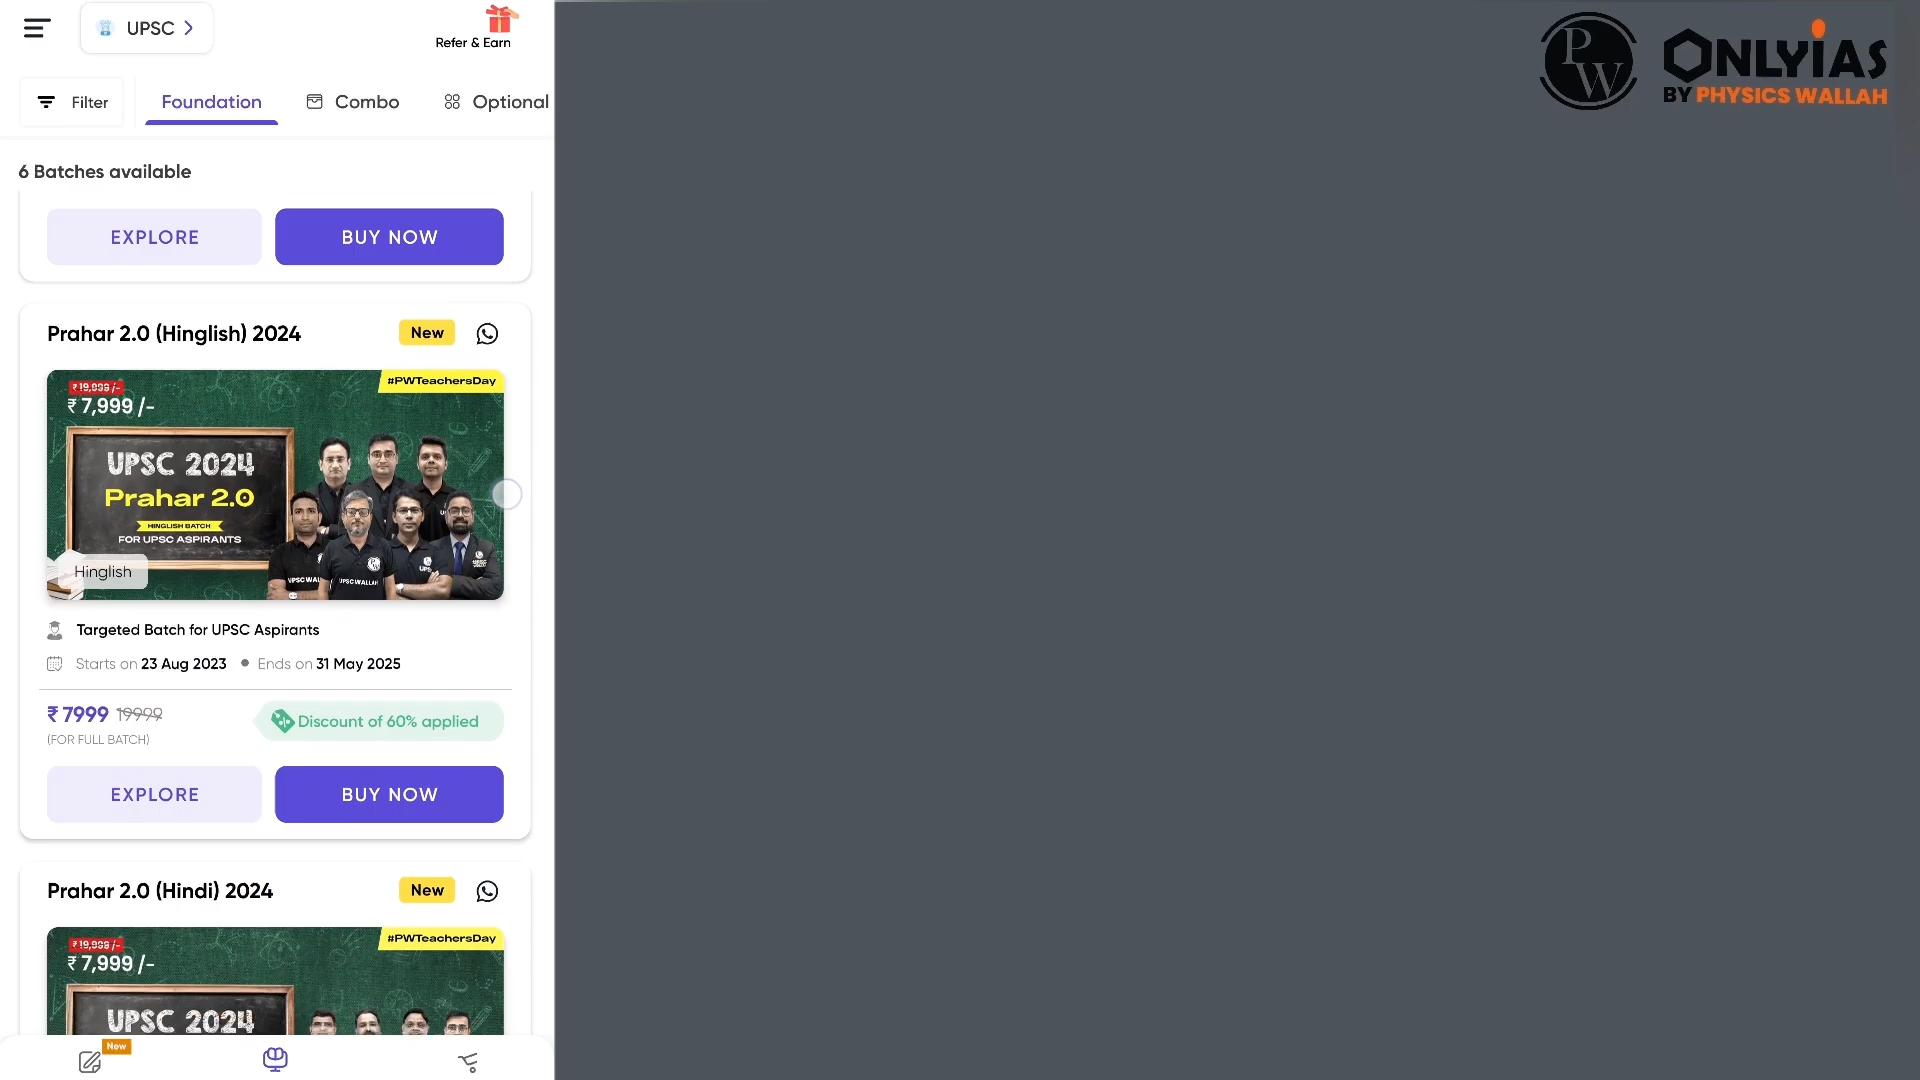 UPSC
Refer & Earn
Filter
Foundation
Combo
Optional
6 Batches available
EXPLORE
BUY NOW
Prahar 2.0 (Hinglish) 2024
New
₹19,999/-
₹7,999/-
#PWTeachersDay
UPSC 2024
Prahar 2.0
HINGLISH BATCH
FOR UPSC ASPIRANTS
Hinglish
Targeted Batch for UPSC Aspirants
Starts on 23 Aug 2023 • Ends on 31 May 2025
₹7999 19999
Discount of 60% applied
(FOR FULL BATCH)
EXPLORE
BUY NOW
Prahar 2.0 (Hindi) 2024
New
₹19,999/-
₹7,999/-
#PWTeachersDay
UPSC 2024
New
PW
ONLYIAS
BY PHYSICS WALLAH